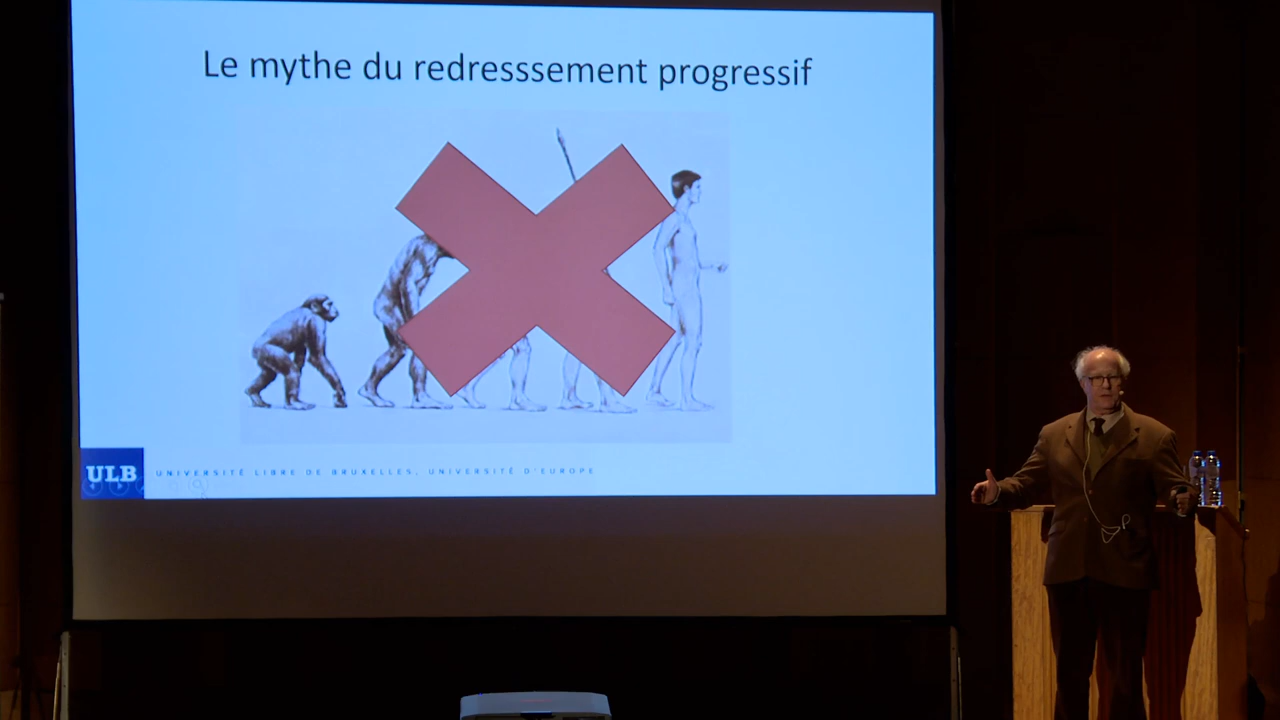 Le mythe du redresssement progressif
ULB
UNIVERSITÉ LIBRE DE BRUXELLES, UNIVERSITÉ D'EUROPE